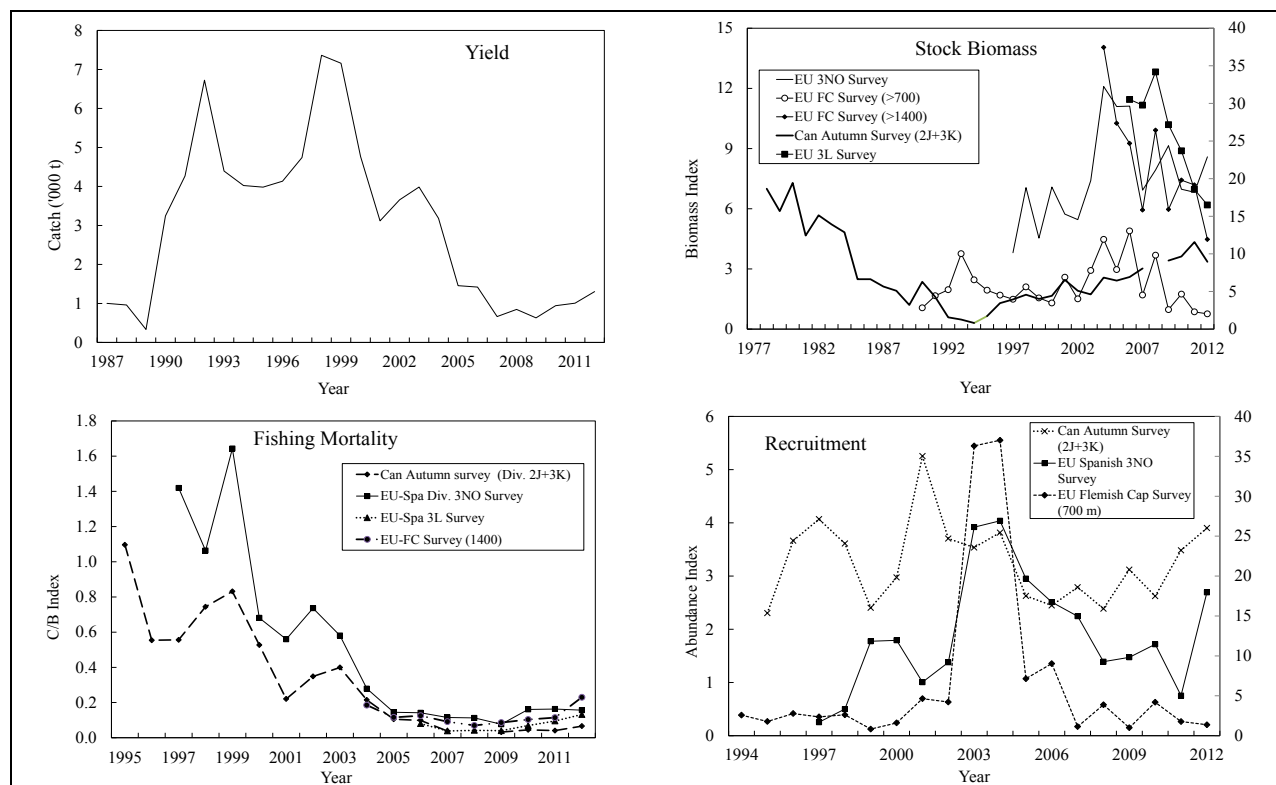 Yield
8
7
6
5
4
3
2
1
0
Catch ('000 t)
1987 1990 1993 1996 1999 2002 2005 2008 2011
Year
Stock Biomass
EU 3NO Survey
EU FC Survey (>700)
EU FC Survey (>1400)
Can Autumn Survey (2J+3K)
EU 3L Survey
15
12
9
6
3
0
Biomass Index
40
35
30
25
20
15
10
5
0
1977 1982 1987 1992 1997 2002 2007 2012
Year
Fishing Mortality
Can Autumn survey (Div. 2J+3K)
EU-Spa Div. 3NO Survey
EU-Spa 3L Survey
EU-FC Survey (1400)
1.8
1.6
1.4
1.2
1.0
0.8
0.6
0.4
0.2
0.0
C/B Index
1995 1997 1999 2001 2003 2005 2007 2009 2011
Year
Recruitment
Can Autumn Survey
(2J+3K)
EU Spanish 3NO
Survey
EU Flemish Cap Survey
(700 m)
6
5
4
3
2
1
0
Abundance Index
40
35
30
25
20
15
10
5
0
1994 1997 2000 2003 2006 2009 2012
Year